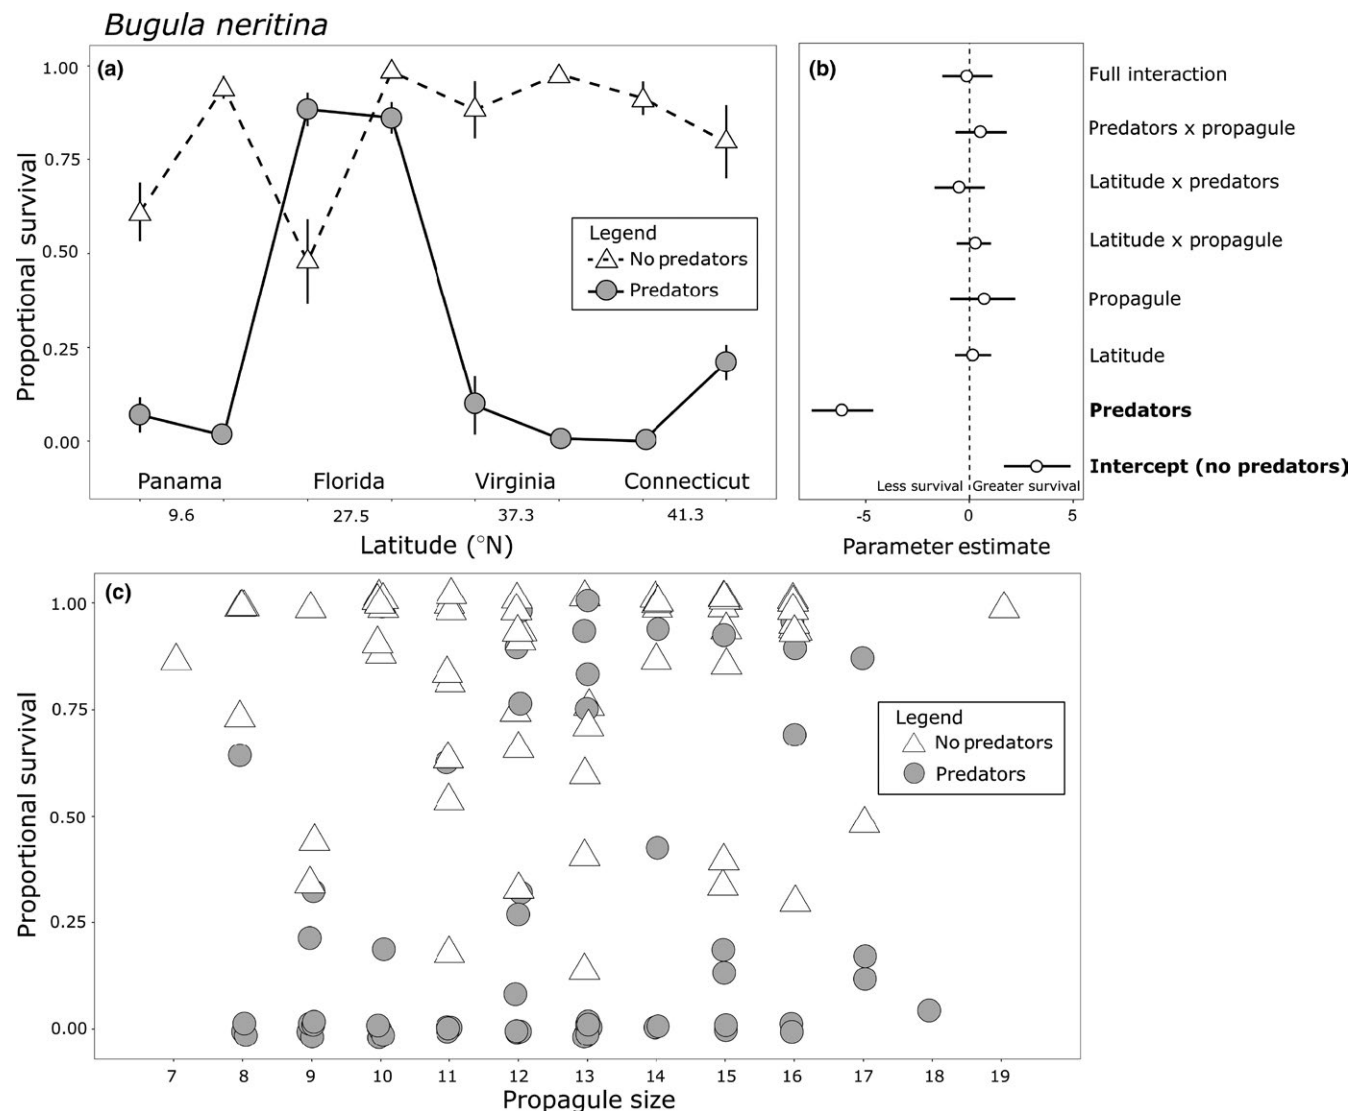 Bugula neritina
(a)
Proportional survival
1.00
0.75
0.50
0.25
0.00
Legend
No predators
Predators
Panama Florida Virginia Connecticut
9.6 27.5 37.3 41.3
Latitude (°N)
(b)
Full interaction
Predators x propagule
Latitude x predators
Latitude x propagule
Propagule
Latitude
Predators
Intercept (no predators)
Less survival Greater survival
-5 0 5
Parameter estimate
(c)
Proportional survival
1.00
0.75
0.50
0.25
0.00
Legend
No predators
Predators
7 8 9 10 11 12 13 14 15 16 17 18 19
Propagule size